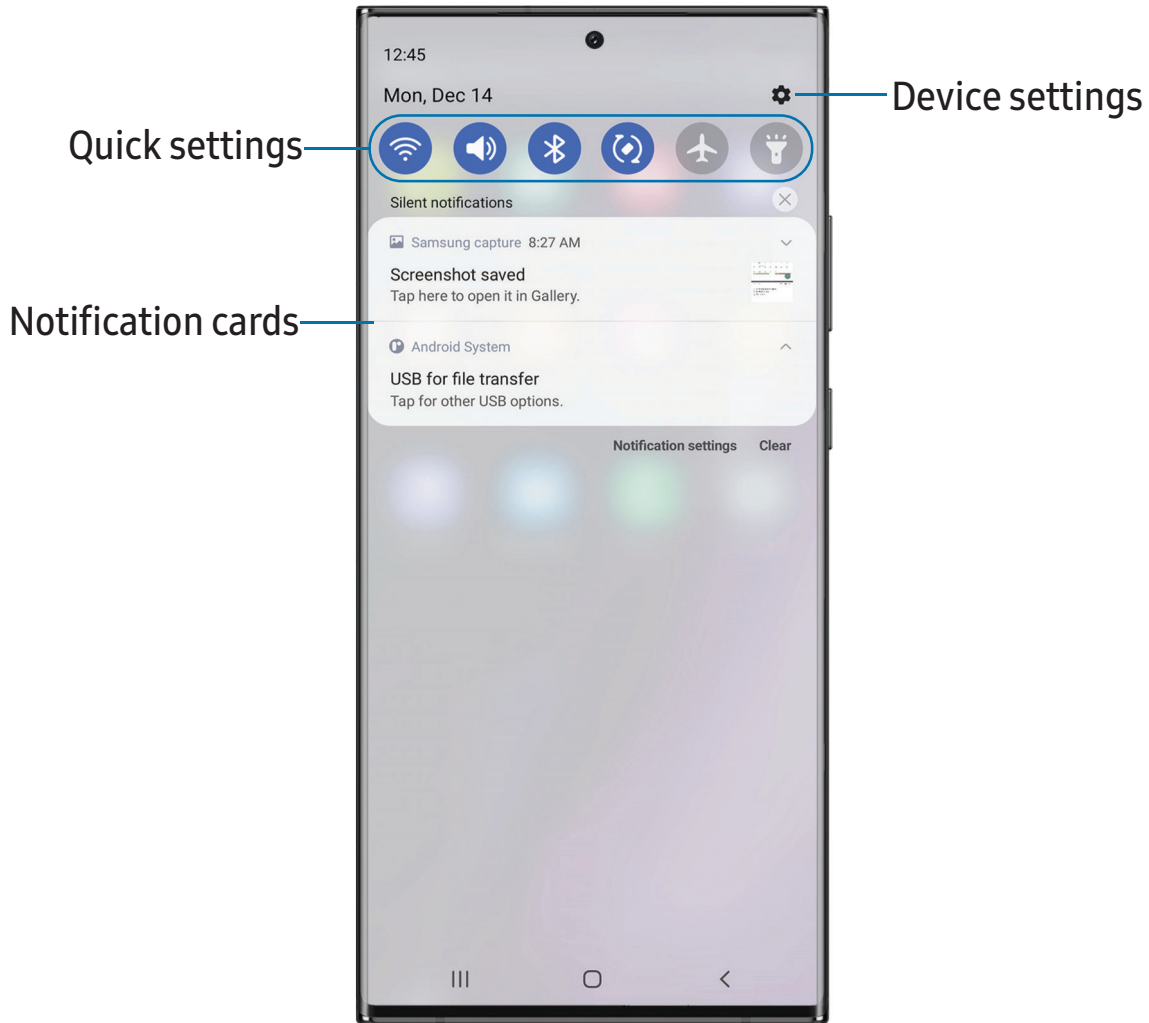 12:45
Mon, Dec 14
Device settings
Quick settings
Silent notifications
Samsung capture 8:27 AM
Screenshot saved
Tap here to open it in Gallery.
Notification cards
Android System
USB for file transfer
Tap for other USB options.
Notification settings Clear